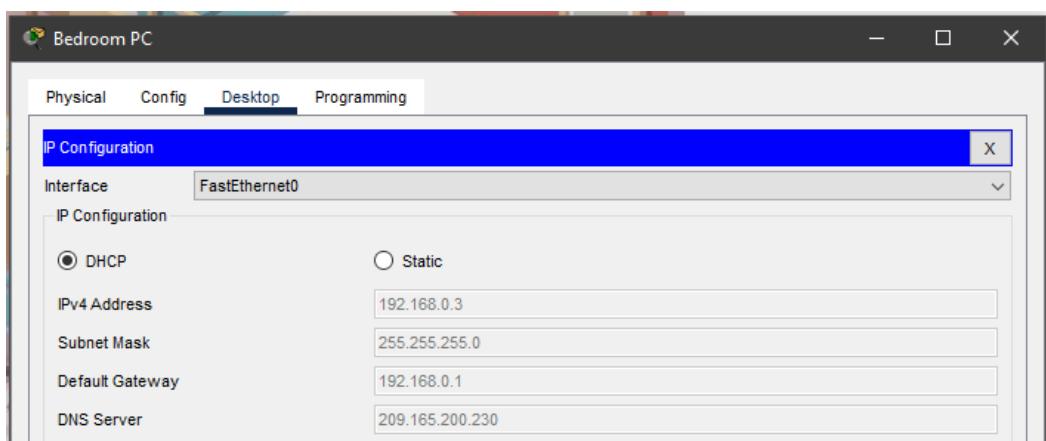 Bedroom PC
Physical Config Desktop Programming
IP Configuration X
Interface FastEthernet0
IP Configuration
DHCP Static
IPv4 Address 192.168.0.3
Subnet Mask 255.255.255.0
Default Gateway 192.168.0.1
DNS Server 209.165.200.230